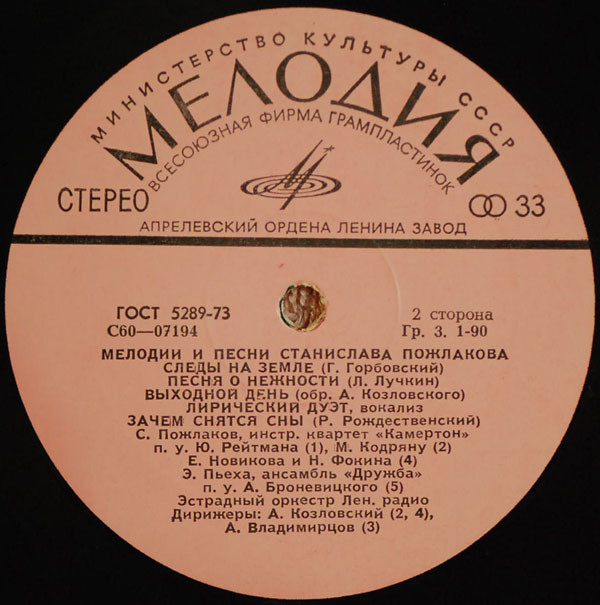 МИНИСТЕРСТВО КУЛЬТУРЫ СССР
МЕЛОДИЯ
ВСЕСОЮЗНАЯ ФИРМА ГРАМПЛАСТИНОК
СТЕРЕО
33
АПРЕЛЕВСКИЙ ОРДЕНА ЛЕНИНА ЗАВОД
ГОСТ 5289-73
2 сторона
С60—07194
Гр. 3. 1-90
МЕЛОДИИ И ПЕСНИ СТАНИСЛАВА ПОЖЛАКОВА
СЛЕДЫ НА ЗЕМЛЕ (Г. Горбовский)
ПЕСНЯ О НЕЖНОСТИ (Л. Лучкин)
ВЫХОДНОЙ ДЕНЬ (обр. А. Козловского)
ЛИРИЧЕСКИЙ ДУЭТ, вокализ
ЗАЧЕМ СНЯТСЯ СНЫ (Р. Рождественский)
С. Пожлаков, инстр. квартет «Камертон»
п. у. Ю. Рейтмана (1), М. Кодряну (2)
Е. Новикова и Н. Фокина (4)
Э. Пьеха, ансамбль «Дружба»
п. у. А. Броневицкого (5)
Эстрадный оркестр Лен. радио
Дирижеры: А. Козловский (2, 4),
А. Владимирцов (3)